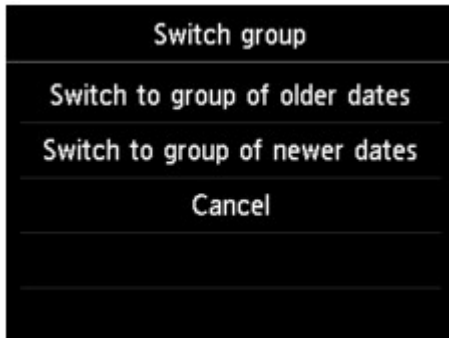 Switch group
Switch to group of older dates
Switch to group of newer dates
Cancel